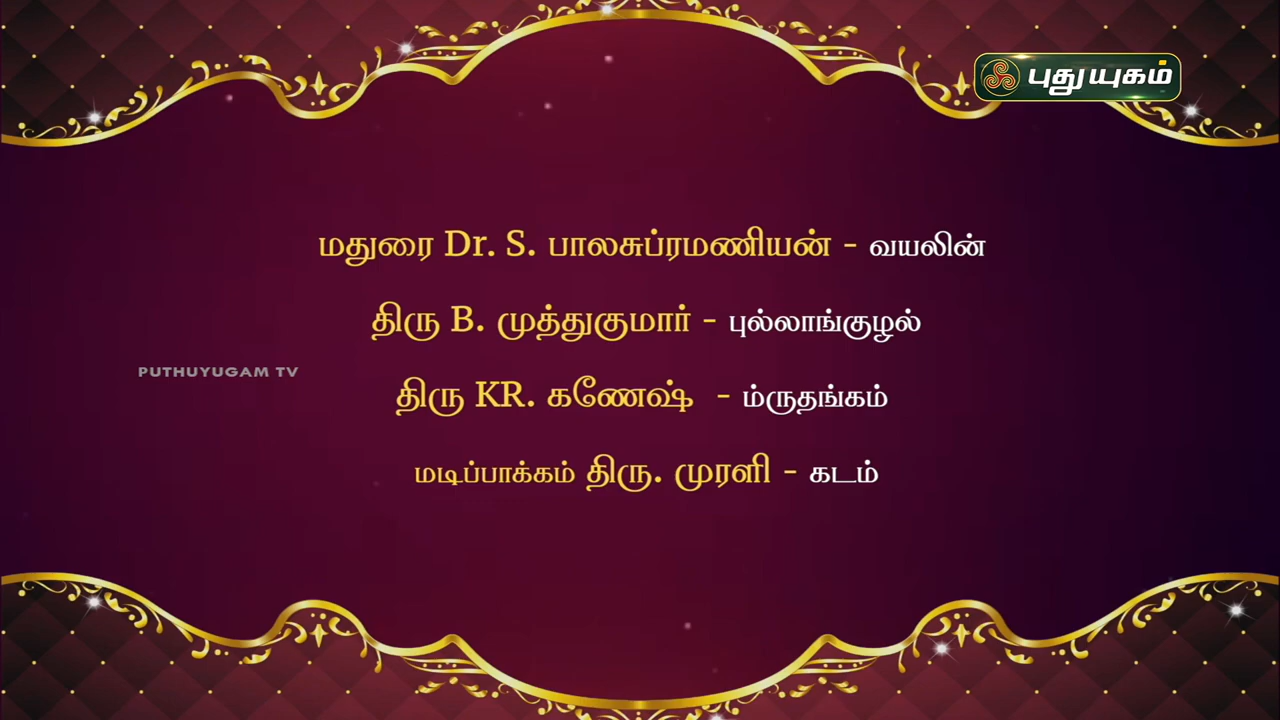 புதுயுகம்
மதுரை Dr. S. பாலசுப்ரமணியன் - வயலின்
திரு B. முத்துகுமார் - புல்லாங்குழல்
PUTHUYUGAM TV
திரு KR. கணேஷ் - ம்ருதங்கம்
மடிப்பாக்கம் திரு. முரளி - கடம்